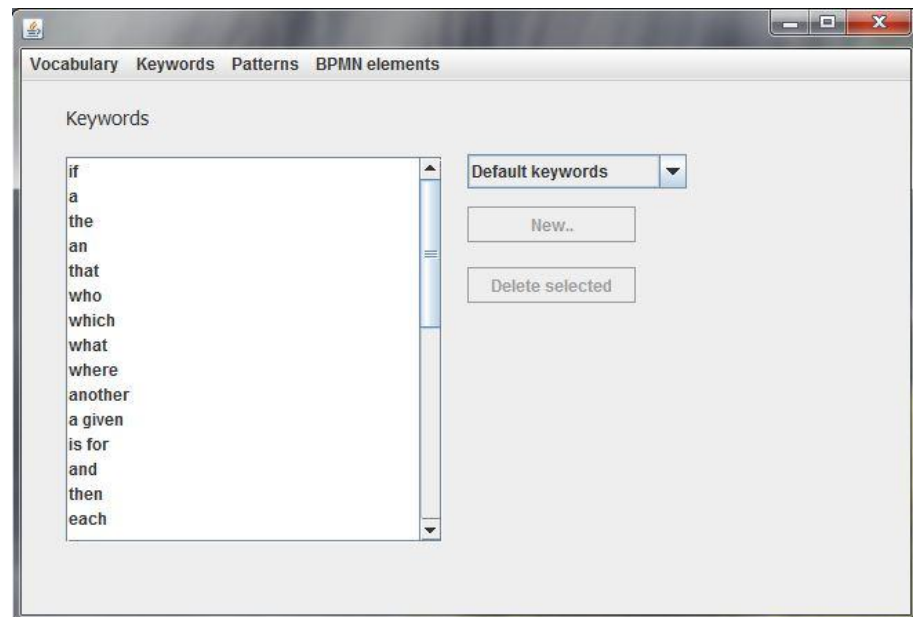 Vocabulary Keywords Patterns BPMN elements
Keywords
if
a
the
an
that
who
which
what
where
another
a given
is for
and
then
each
Default keywords
New..
Delete selected